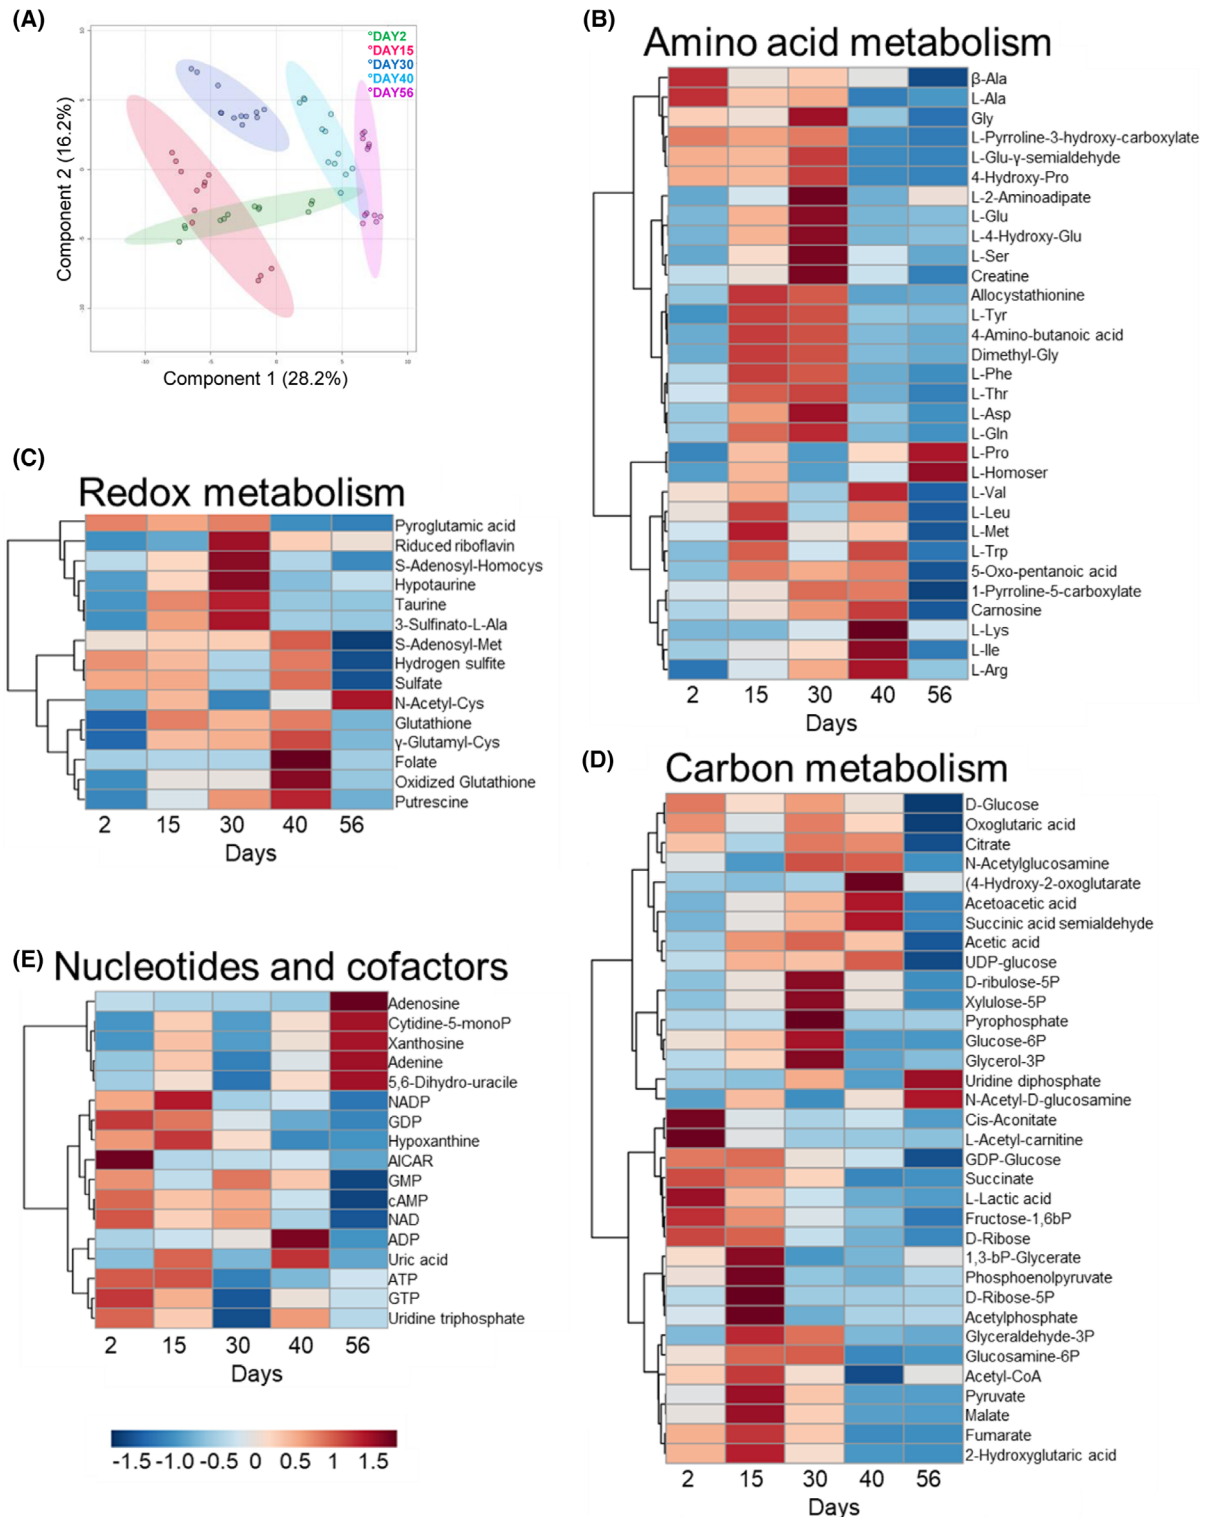 (A)
°DAY2
°DAY15
°DAY30
°DAY40
°DAY56
Component 2 (16.2%)
Component 1 (28.2%)
(B)
Amino acid metabolism
β-Ala
L-Ala
Gly
L-Pyrroline-3-hydroxy-carboxylate
L-Glu-γ-semialdehyde
4-Hydroxy-Pro
L-2-Aminoadipate
L-Glu
L-4-Hydroxy-Glu
L-Ser
Creatine
Allocystathionine
L-Tyr
4-Amino-butanoic acid
Dimethyl-Gly
L-Phe
L-Thr
L-Asp
L-Gln
L-Pro
L-Homoser
L-Val
L-Leu
L-Met
L-Trp
5-Oxo-pentanoic acid
1-Pyrroline-5-carboxylate
Carnosine
L-Lys
L-Ile
L-Arg
2 15 30 40 56
Days
(C)
Redox metabolism
Pyroglutamic acid
Riduced riboflavin
S-Adenosyl-Homocys
Hypotaurine
Taurine
3-Sulfinato-L-Ala
S-Adenosyl-Met
Hydrogen sulfite
Sulfate
N-Acetyl-Cys
Glutathione
γ-Glutamyl-Cys
Folate
Oxidized Glutathione
Putrescine
2 15 30 40 56
Days
(D)
Carbon metabolism
D-Glucose
Oxoglutaric acid
Citrate
N-Acetylglucosamine
(4-Hydroxy-2-oxoglutarate
Acetoacetic acid
Succinic acid semialdehyde
Acetic acid
UDP-glucose
D-ribulose-5P
Xylulose-5P
Pyrophosphate
Glucose-6P
Glycerol-3P
Uridine diphosphate
N-Acetyl-D-glucosamine
Cis-Aconitate
L-Acetyl-carnitine
GDP-Glucose
Succinate
L-Lactic acid
Fructose-1,6bP
D-Ribose
1,3-bP-Glycerate
Phosphoenolpyruvate
D-Ribose-5P
Acetylphosphate
Glyceraldehyde-3P
Glucosamine-6P
Acetyl-CoA
Pyruvate
Malate
Fumarate
2-Hydroxyglutaric acid
2 15 30 40 56
Days
(E)
Nucleotides and cofactors
Adenosine
Cytidine-5-monoP
Xanthosine
Adenine
5,6-Dihydro-uracile
NADP
GDP
Hypoxanthine
AICAR
GMP
cAMP
NAD
ADP
Uric acid
ATP
GTP
Uridine triphosphate
2 15 30 40 56
Days
-1.5 -1.0 -0.5 0 0.5 1 1.5